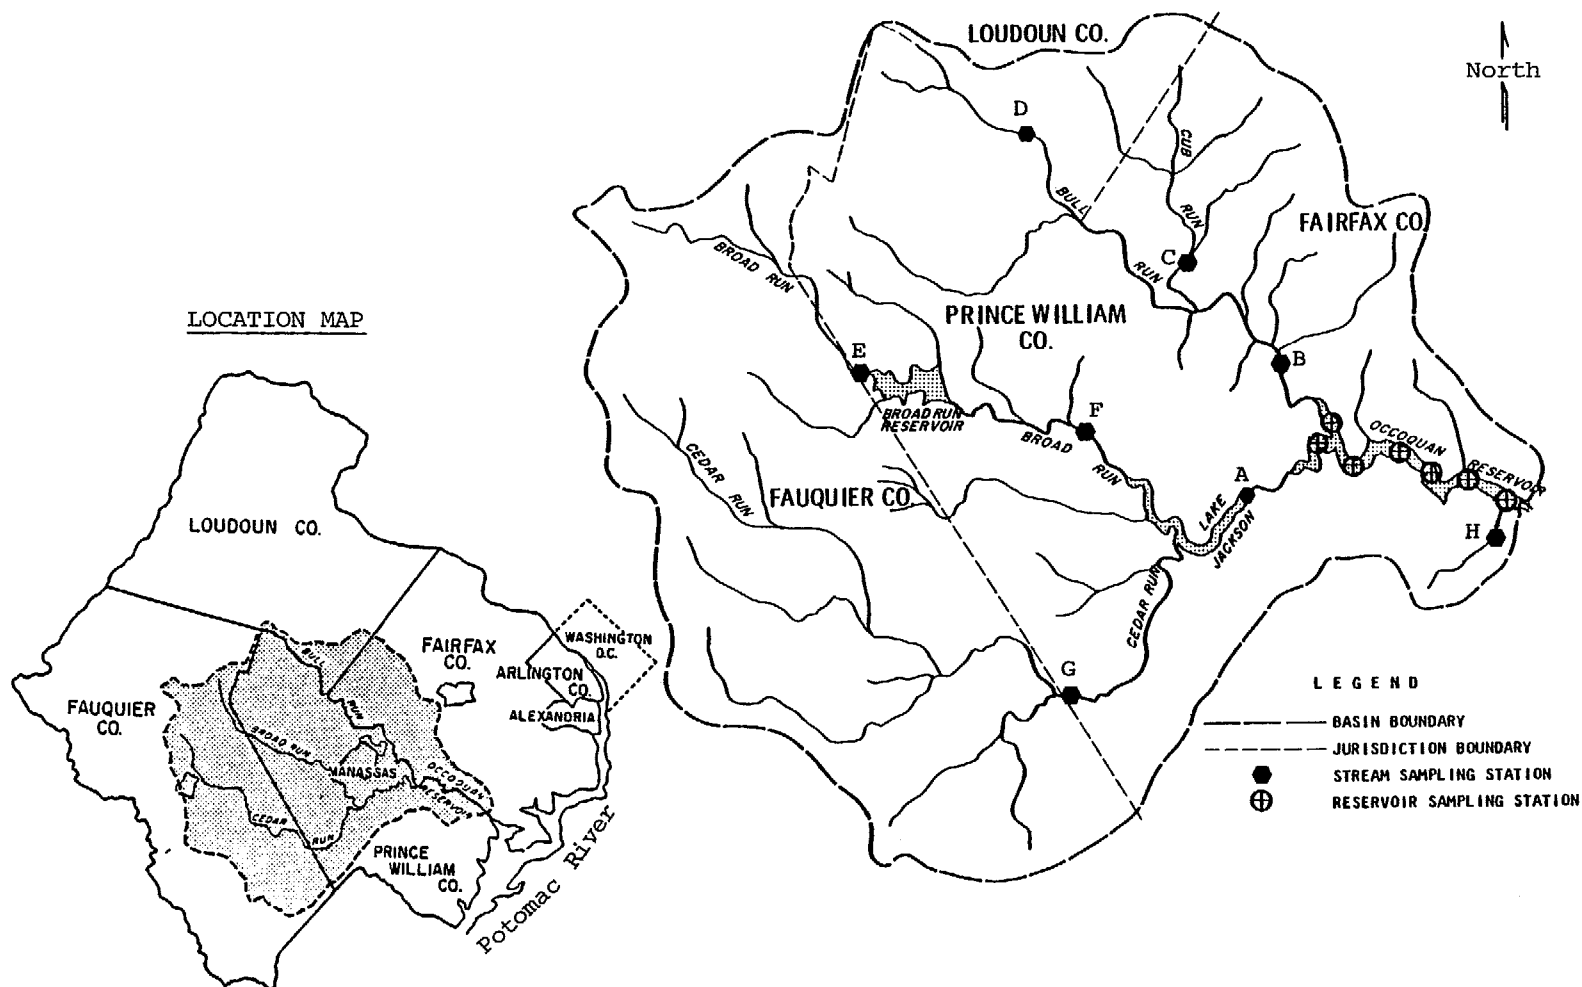 LOUDOUN CO.
North
D
CUB
RUN
BULL
RUN
C
FAIRFAX CO.
BROAD RUN
PRINCE WILLIAM
CO.
E
B
BROAD RUN
RESERVOIR
F
BROAD
RUN
OCCOQUAN
RESERVOIR
CEDAR RUN
FAUQUIER CO.
A
LAKE
JACKSON
H
CEDAR RUN
G
LEGEND
BASIN BOUNDARY
JURISDICTION BOUNDARY
STREAM SAMPLING STATION
RESERVOIR SAMPLING STATION
LOCATION MAP
LOUDOUN CO.
FAIRFAX
CO.
WASHINGTON
D.C.
ARLINGTON
CO.
ALEXANDRIA
FAUQUIER
CO.
BULL
RUN
BROAD RUN
MANASSAS
OCCOQUAN
RESERVOIR
CEDAR
RUN
PRINCE
WILLIAM
CO.
Potomac River